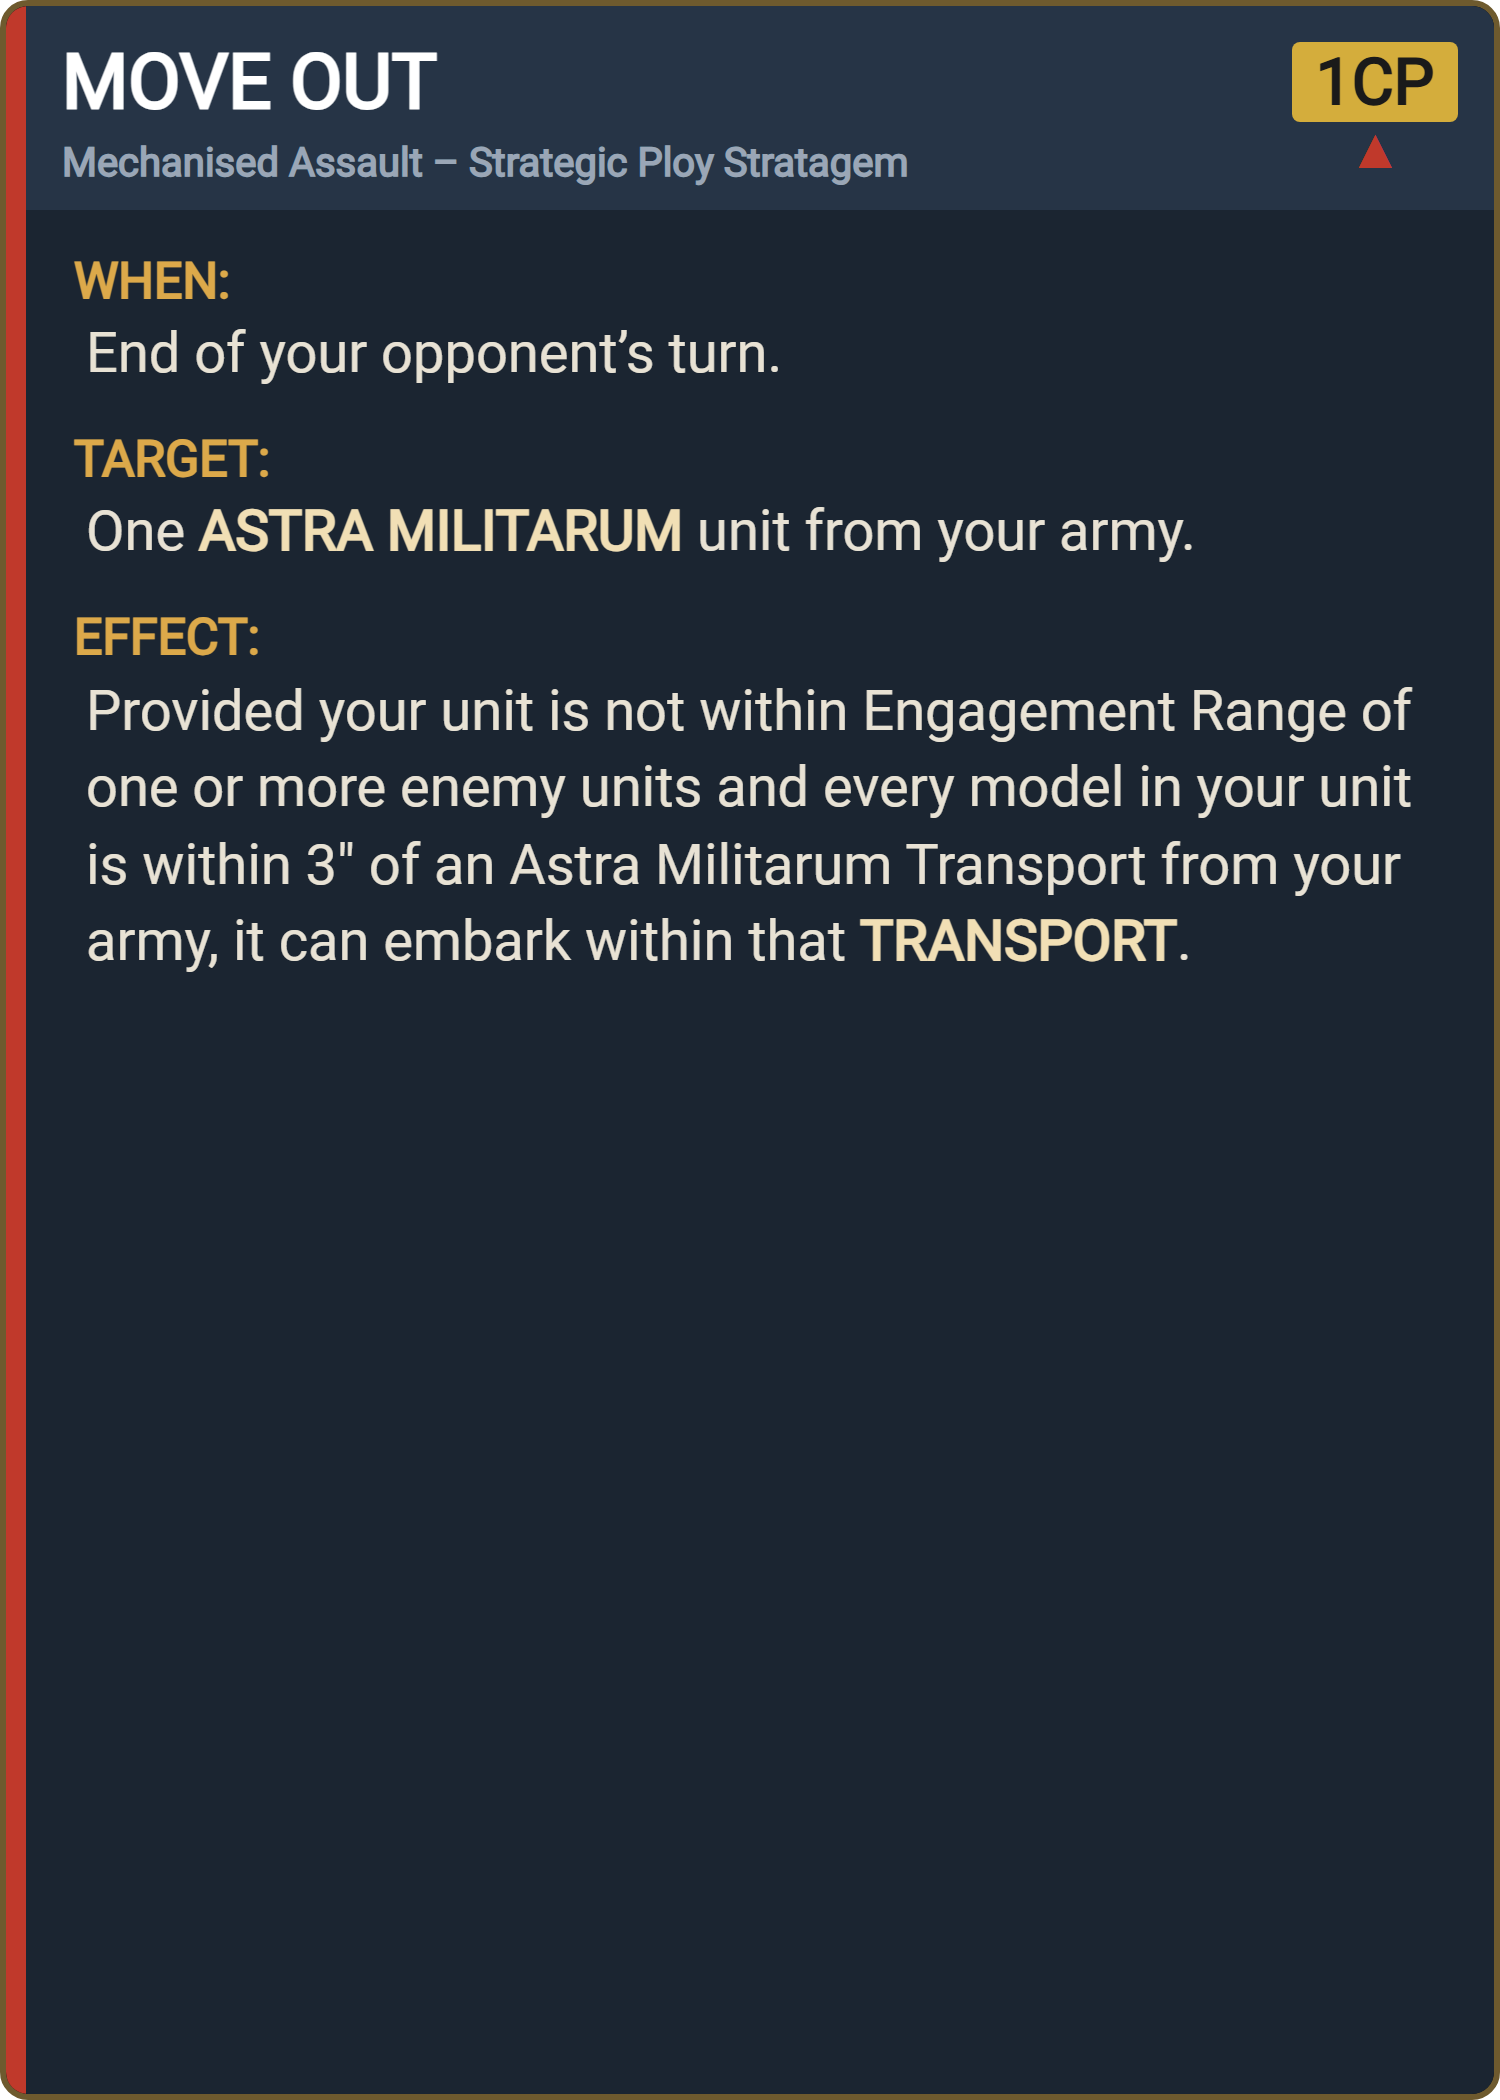 MOVE OUT
1CP
Mechanised Assault – Strategic Ploy Stratagem
WHEN:
End of your opponent’s turn.
TARGET:
One ASTRA MILITARUM unit from your army.
EFFECT:
Provided your unit is not within Engagement Range of
one or more enemy units and every model in your unit
is within 3" of an Astra Militarum Transport from your
army, it can embark within that TRANSPORT.